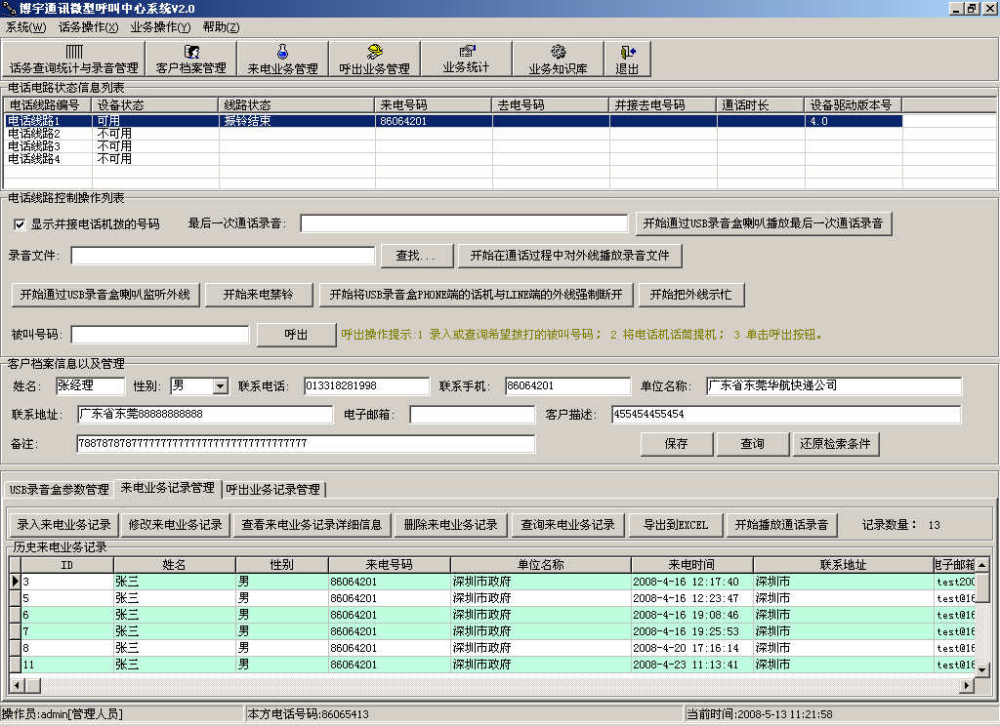 博宇通讯微型呼叫中心系统V2.0
系统(W) 话务操作(X) 业务操作(Y) 帮助(Z)
话务查询统计与录音管理 客户档案管理 来电业务管理 呼出业务管理 业务统计 业务知识库 退出
电话电路状态信息列表
电话线路编号 设备状态 线路状态 来电号码 去电号码 并接去电号码 通话时长 设备驱动版本号
电话线路1 可用 振铃结束 86064201 4.0
电话线路2 不可用
电话线路3 不可用
电话线路4 不可用
电话线路控制操作列表
显示并接电话机拨的号码 最后一次通话录音: 开始通过USB录音盒喇叭播放最后一次通话录音
录音文件: 查找... 开始在通话过程中对外线播放录音文件
开始通过USB录音盒喇叭监听外线 开始来电禁铃 开始将USB录音盒PHONE端的话机与LINE端的外线强制断开 开始把外线示忙
被叫号码: 呼出 呼出操作提示:1 录入或查询希望拨打的被叫号码; 2 将电话机话筒提机; 3 单击呼出按钮。
客户档案信息以及管理
姓名: 张经理 性别: 男 联系电话: 013318281998 联系手机: 86064201 单位名称: 广东省东莞华航快递公司
联系地址: 广东省东莞88888888888 电子邮箱: 客户描述: 455454455454
备注: 保存 查询 还原检索条件
USB录音盒参数管理 来电业务记录管理 呼出业务记录管理
录入来电业务记录 修改来电业务记录 查看来电业务记录详细信息 删除来电业务记录 查询来电业务记录 导出到EXCEL 开始播放通话录音 记录数量: 13
历史来电业务记录
ID 姓名 性别 来电号码 单位名称 来电时间 联系地址 电子邮箱
3 张三 男 86064201 深圳市政府 2008-4-16 12:17:40 深圳市 test200
5 张三 男 86064201 深圳市政府 2008-4-16 12:23:47 深圳市 test@16
6 张三 男 86064201 深圳市政府 2008-4-16 19:08:46 深圳市 test@16
7 张三 男 86064201 深圳市政府 2008-4-16 19:25:53 深圳市 test@16
8 张三 男 86064201 深圳市政府 2008-4-20 17:16:14 深圳市 test@16
11 张三 男 86064201 深圳市政府 2008-4-23 11:13:41 深圳市 test@16
操作员:admin[管理人员] 本方电话号码:86065413 当前时间:2008-5-13 11:21:58